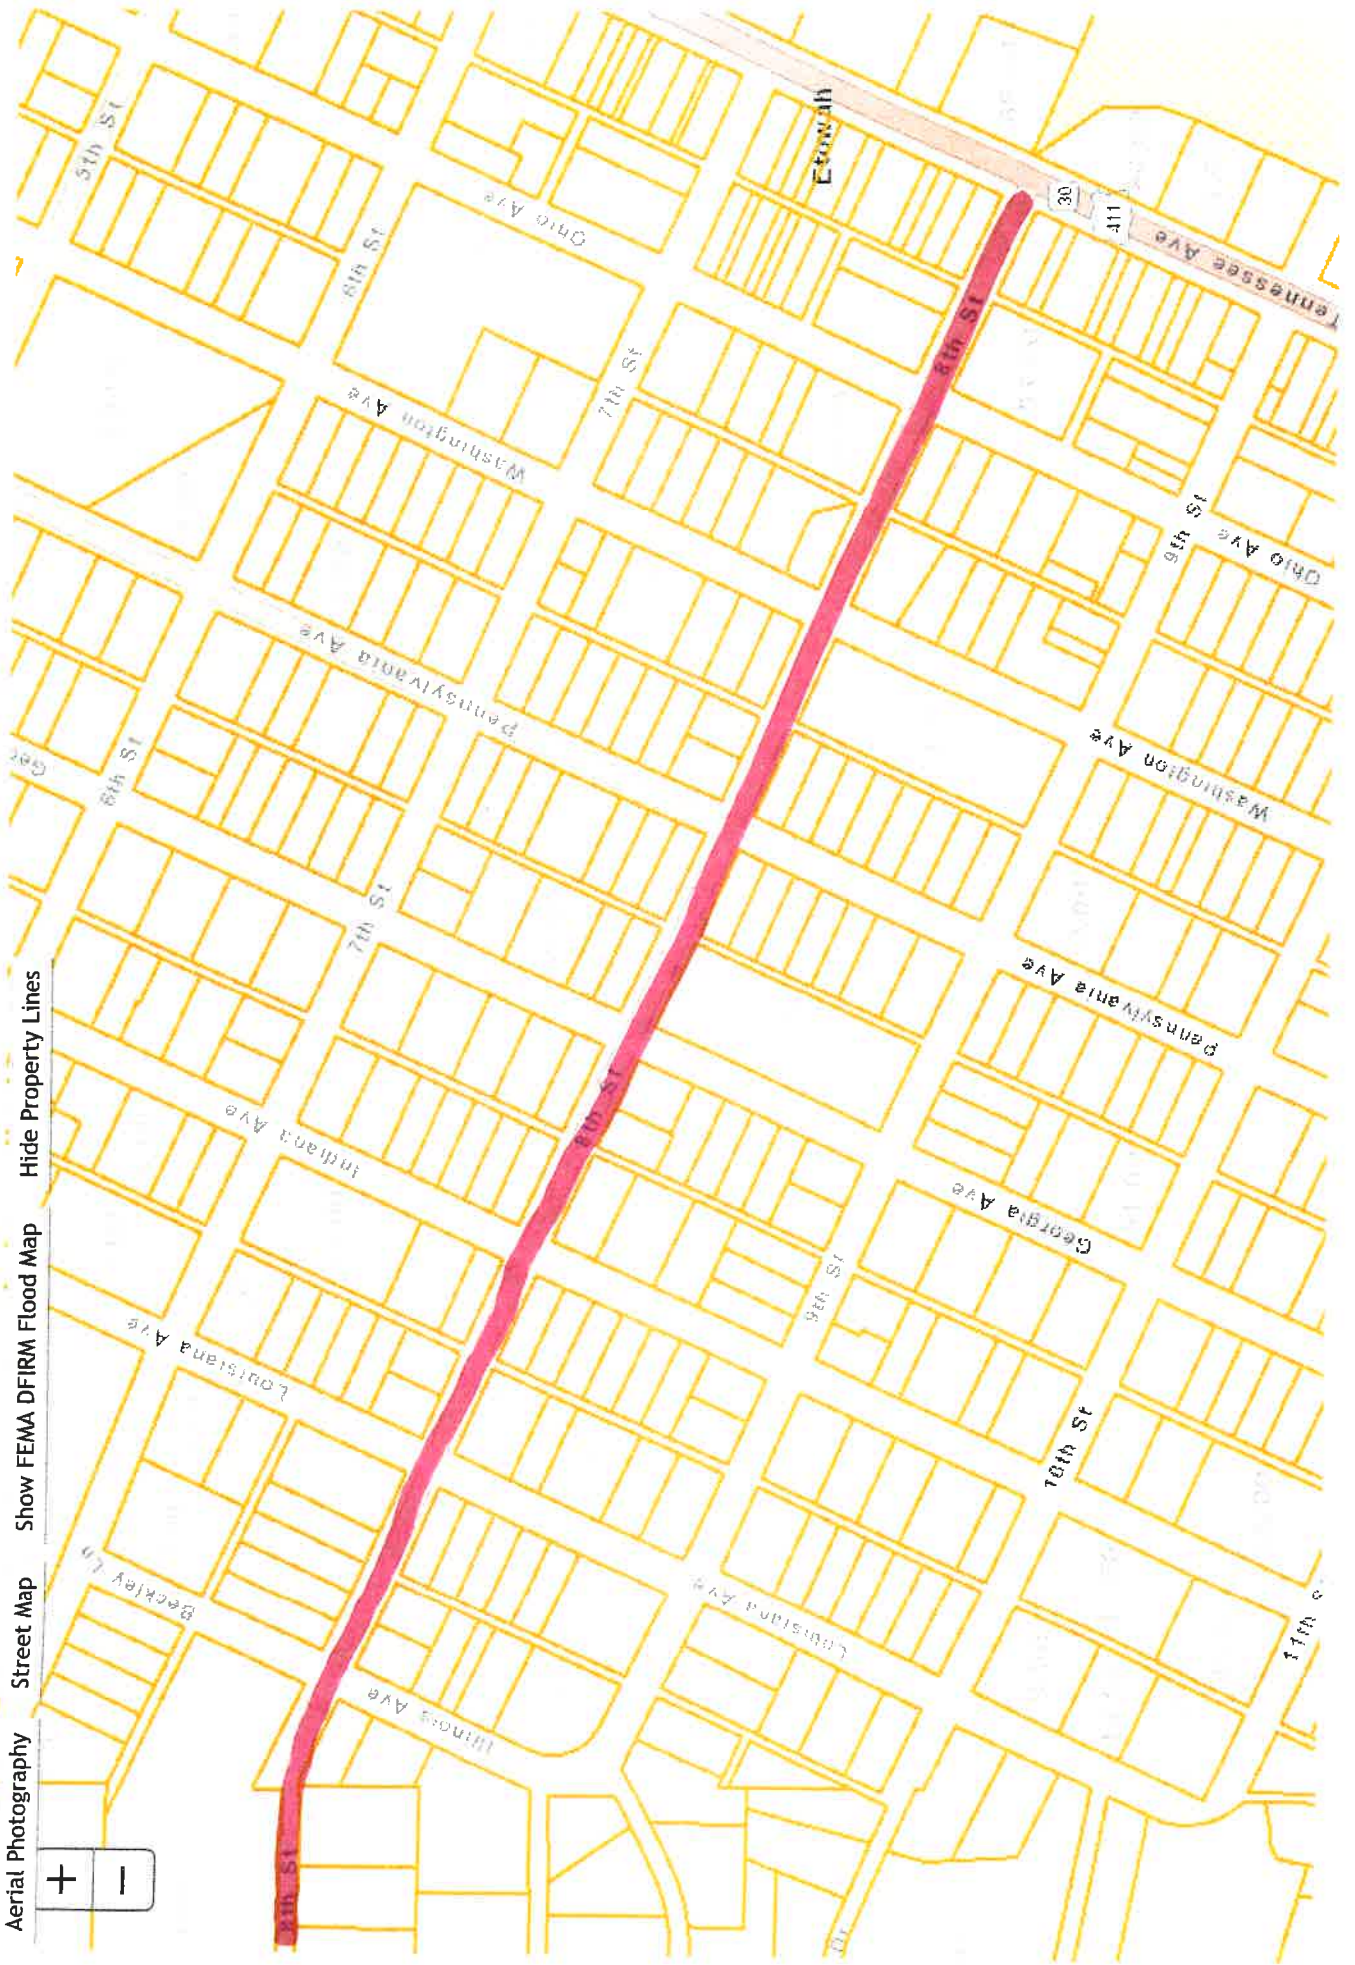 Aerial Photography
Street Map
Show FEMA DFIRM Flood Map
Hide Property Lines
+
−
5th St
6th St
Ohio Ave
Etowah
30
411
Tennessee Ave
8th St
7th St
Washington Ave
9th St
Ohio Ave
Pennsylvania Ave
Washington Ave
6th St
7th St
Pennsylvania Ave
8th St
Indiana Ave
Georgia Ave
9th St
Louisiana Ave
10th St
Beckley Ln
Louisiana Ave
11th
Illinois Ave
8th St
Dr